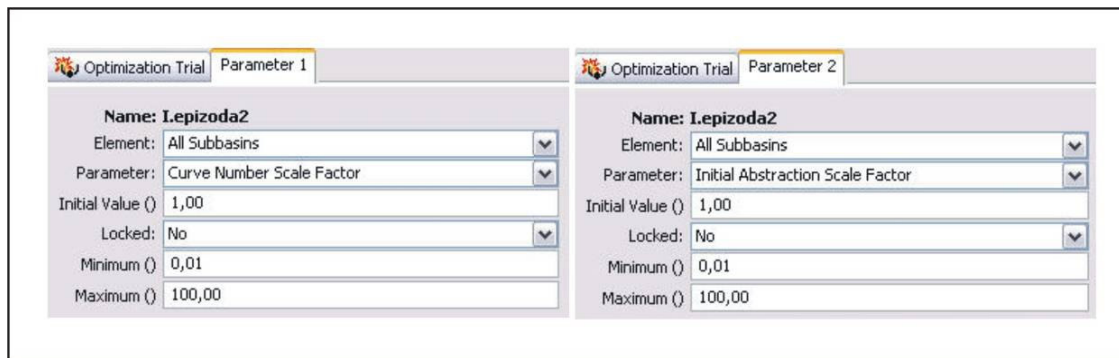 Optimization Trial Parameter 1
Name: I.epizoda2
Element: All Subbasins
Parameter: Curve Number Scale Factor
Initial Value () 1,00
Locked: No
Minimum () 0,01
Maximum () 100,00
Optimization Trial Parameter 2
Name: I.epizoda2
Element: All Subbasins
Parameter: Initial Abstraction Scale Factor
Initial Value () 1,00
Locked: No
Minimum () 0,01
Maximum () 100,00